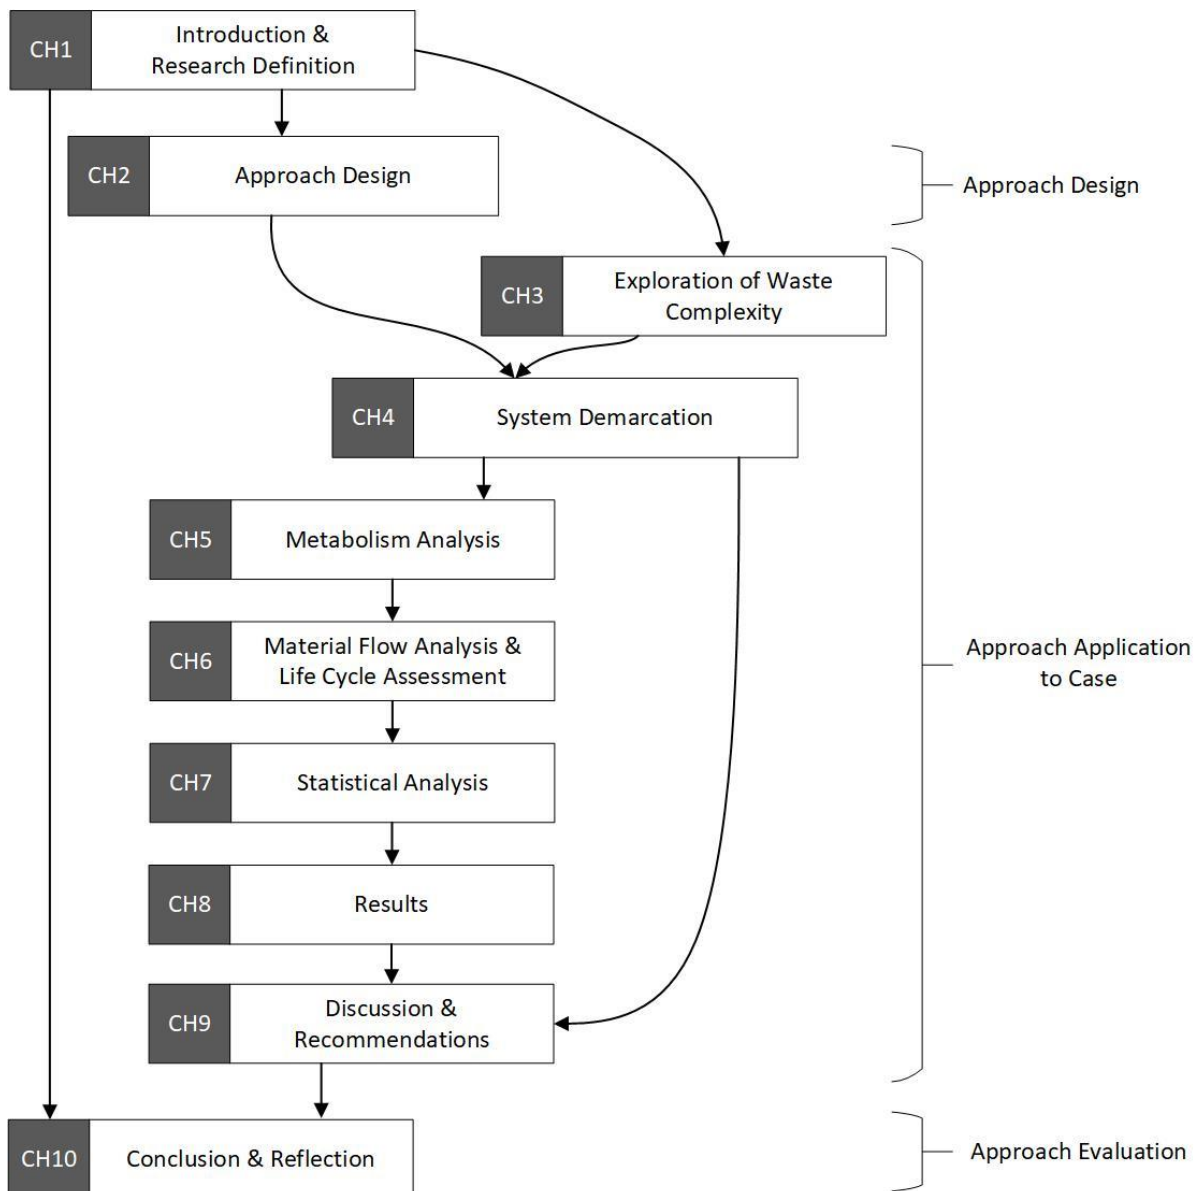 CH1
Introduction &
Research Definition
CH2
Approach Design
Approach Design
CH3
Exploration of Waste
Complexity
CH4
System Demarcation
CH5
Metabolism Analysis
CH6
Material Flow Analysis &
Life Cycle Assessment
Approach Application
to Case
CH7
Statistical Analysis
CH8
Results
CH9
Discussion &
Recommendations
CH10
Conclusion & Reflection
Approach Evaluation